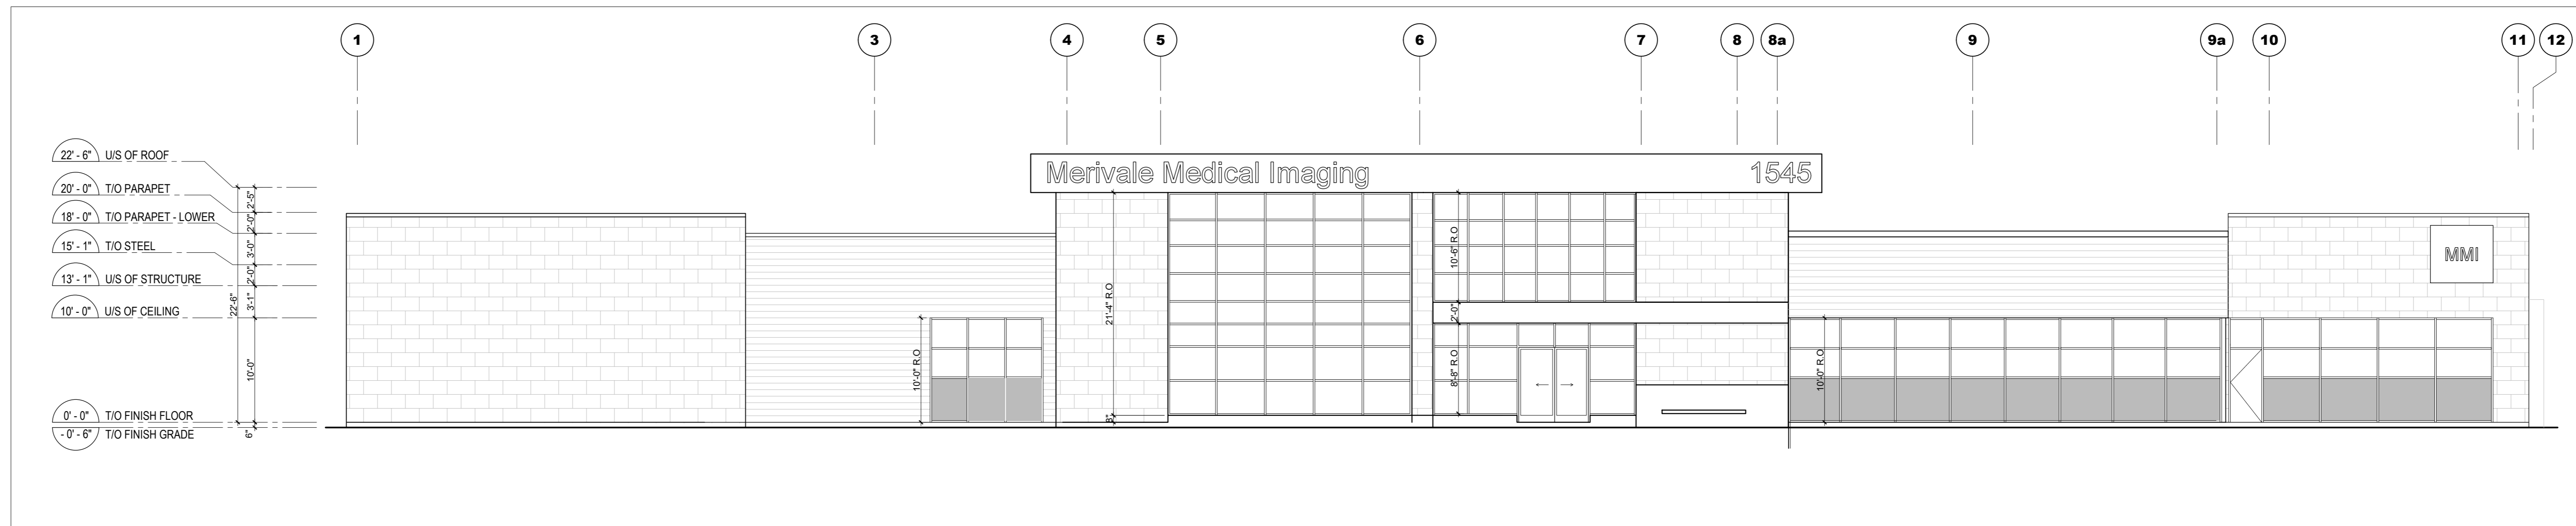 1 3 4 5 6 7 8 8a 9 9a 10 11 12
Merivale Medical Imaging 1545
22' - 6" U/S OF ROOF
20' - 0" T/O PARAPET
18' - 0" T/O PARAPET - LOWER
15' - 1" T/O STEEL
13' - 1" U/S OF STRUCTURE
10' - 0" U/S OF CEILING
0' - 0" T/O FINISH FLOOR
- 0' - 6" T/O FINISH GRADE
22'-6"
2'-5"
2'-0"
3'-0"
2'-0"
3'-1"
10'-0"
6"
10'-0" R.O
21'-4" R.O
8"
10'-6" R.O
2'-0"
8'-8" R.O
10'-0" R.O
MMI